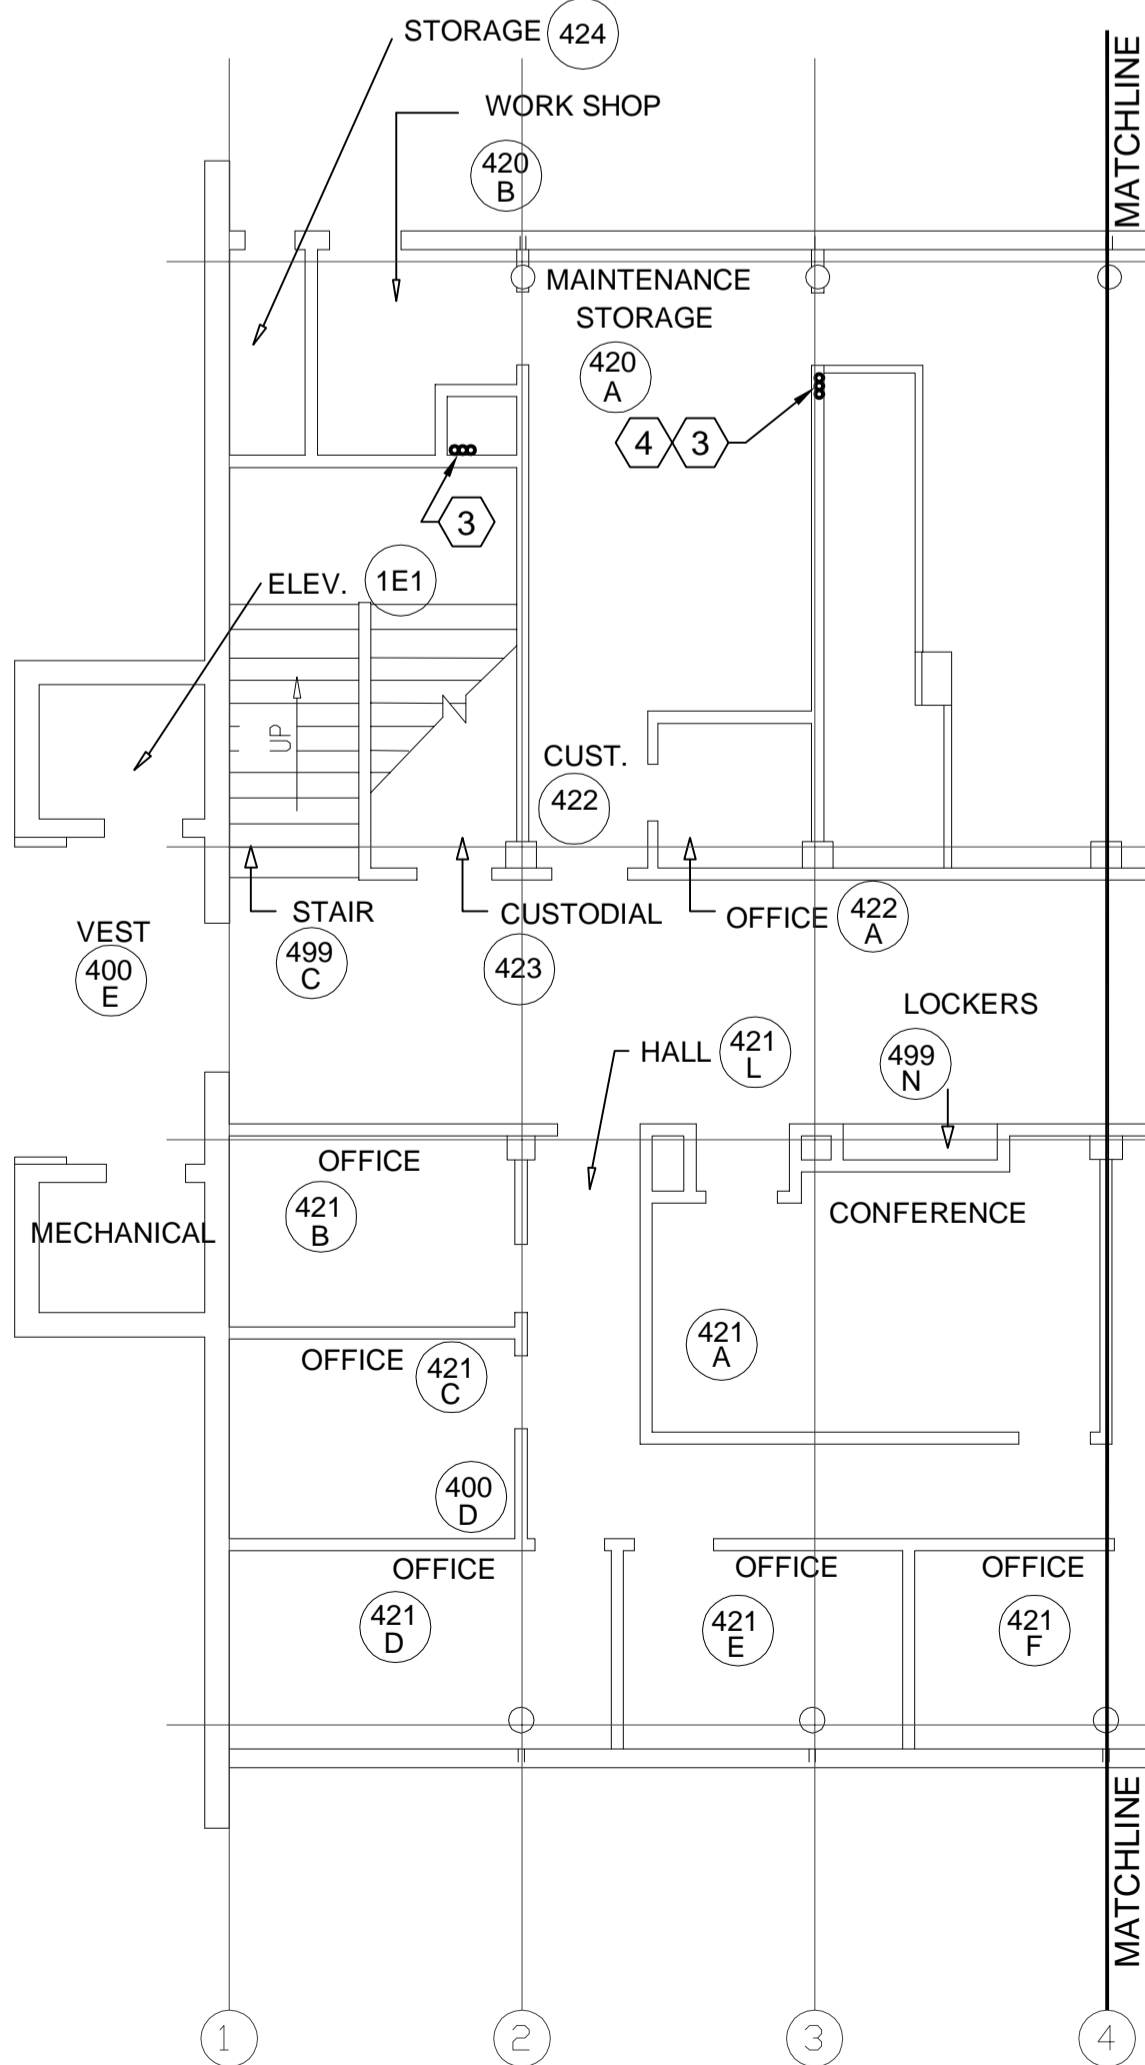 STORAGE 424
WORK SHOP
420
B
MATCHLINE
MAINTENANCE
STORAGE
420
A
4 3
3
ELEV. 1E1
UP
CUST.
422
STAIR
499
C
CUSTODIAL
423
OFFICE 422
A
VEST
400
E
LOCKERS
499
N
HALL 421
L
OFFICE
421
B
MECHANICAL
CONFERENCE
421
A
OFFICE 421
C
400
D
OFFICE
421
D
OFFICE
421
E
OFFICE
421
F
MATCHLINE
1 2 3 4